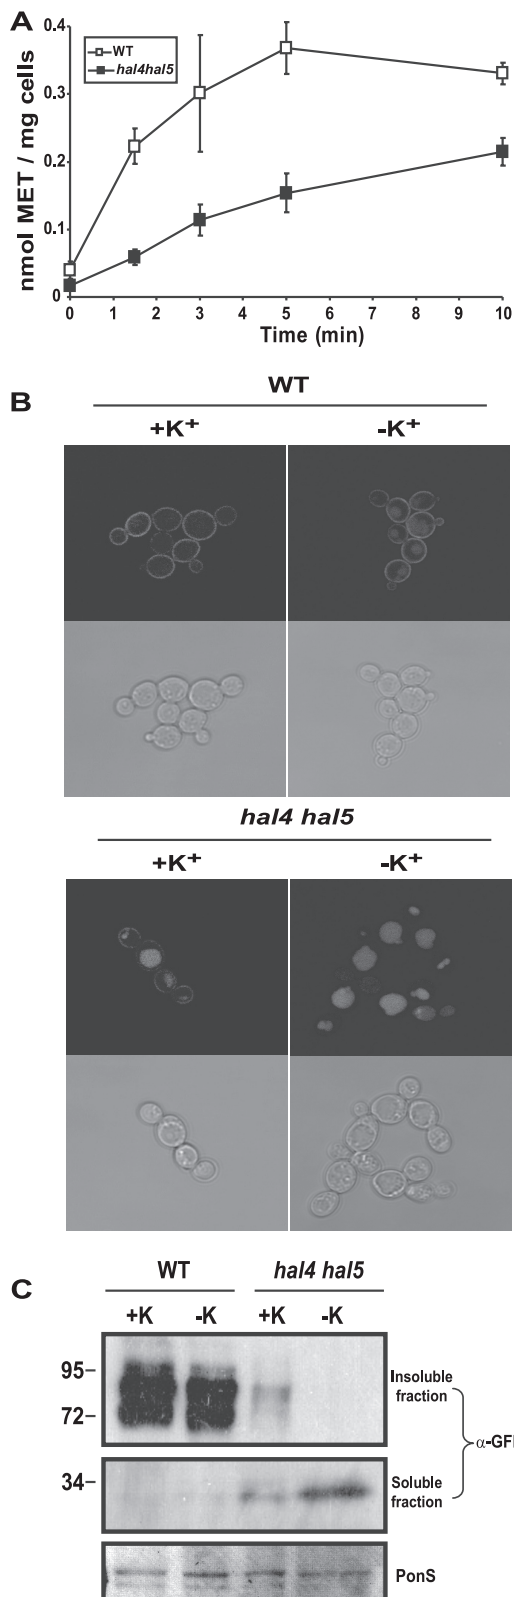 A
0.4
0.3
0.2
0.1
0
nmol MET / mg cells
WT
hal4hal5
0 1 2 3 4 5 6 7 8 9 10
Time (min)
B
WT
+K+ -K+
hal4 hal5
+K+ -K+
C
WT hal4 hal5
+K -K +K -K
95–
72–
Insoluble
fraction
34–
Soluble
fraction
PonS